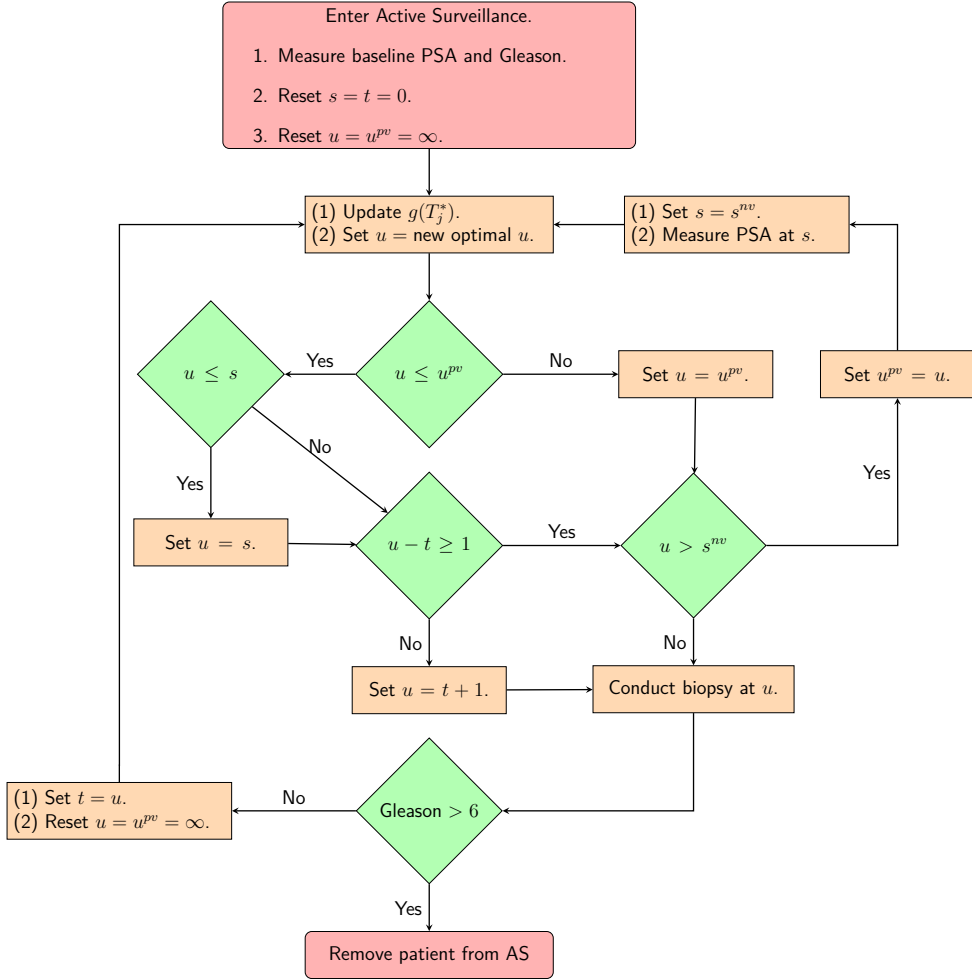 Enter Active Surveillance.
1. Measure baseline PSA and Gleason.
2. Reset s = t = 0.
3. Reset u = u^{pv} = ∞.
(1) Update g(T_j^*).
(2) Set u = new optimal u.
(1) Set s = s^{nv}.
(2) Measure PSA at s.
u ≤ s
Yes
u ≤ u^{pv}
No
Set u = u^{pv}.
Set u^{pv} = u.
No
Yes
Yes
Set u = s.
u − t ≥ 1
Yes
u > s^{nv}
No
No
Set u = t + 1.
Conduct biopsy at u.
(1) Set t = u.
(2) Reset u = u^{pv} = ∞.
No
Gleason > 6
Yes
Remove patient from AS